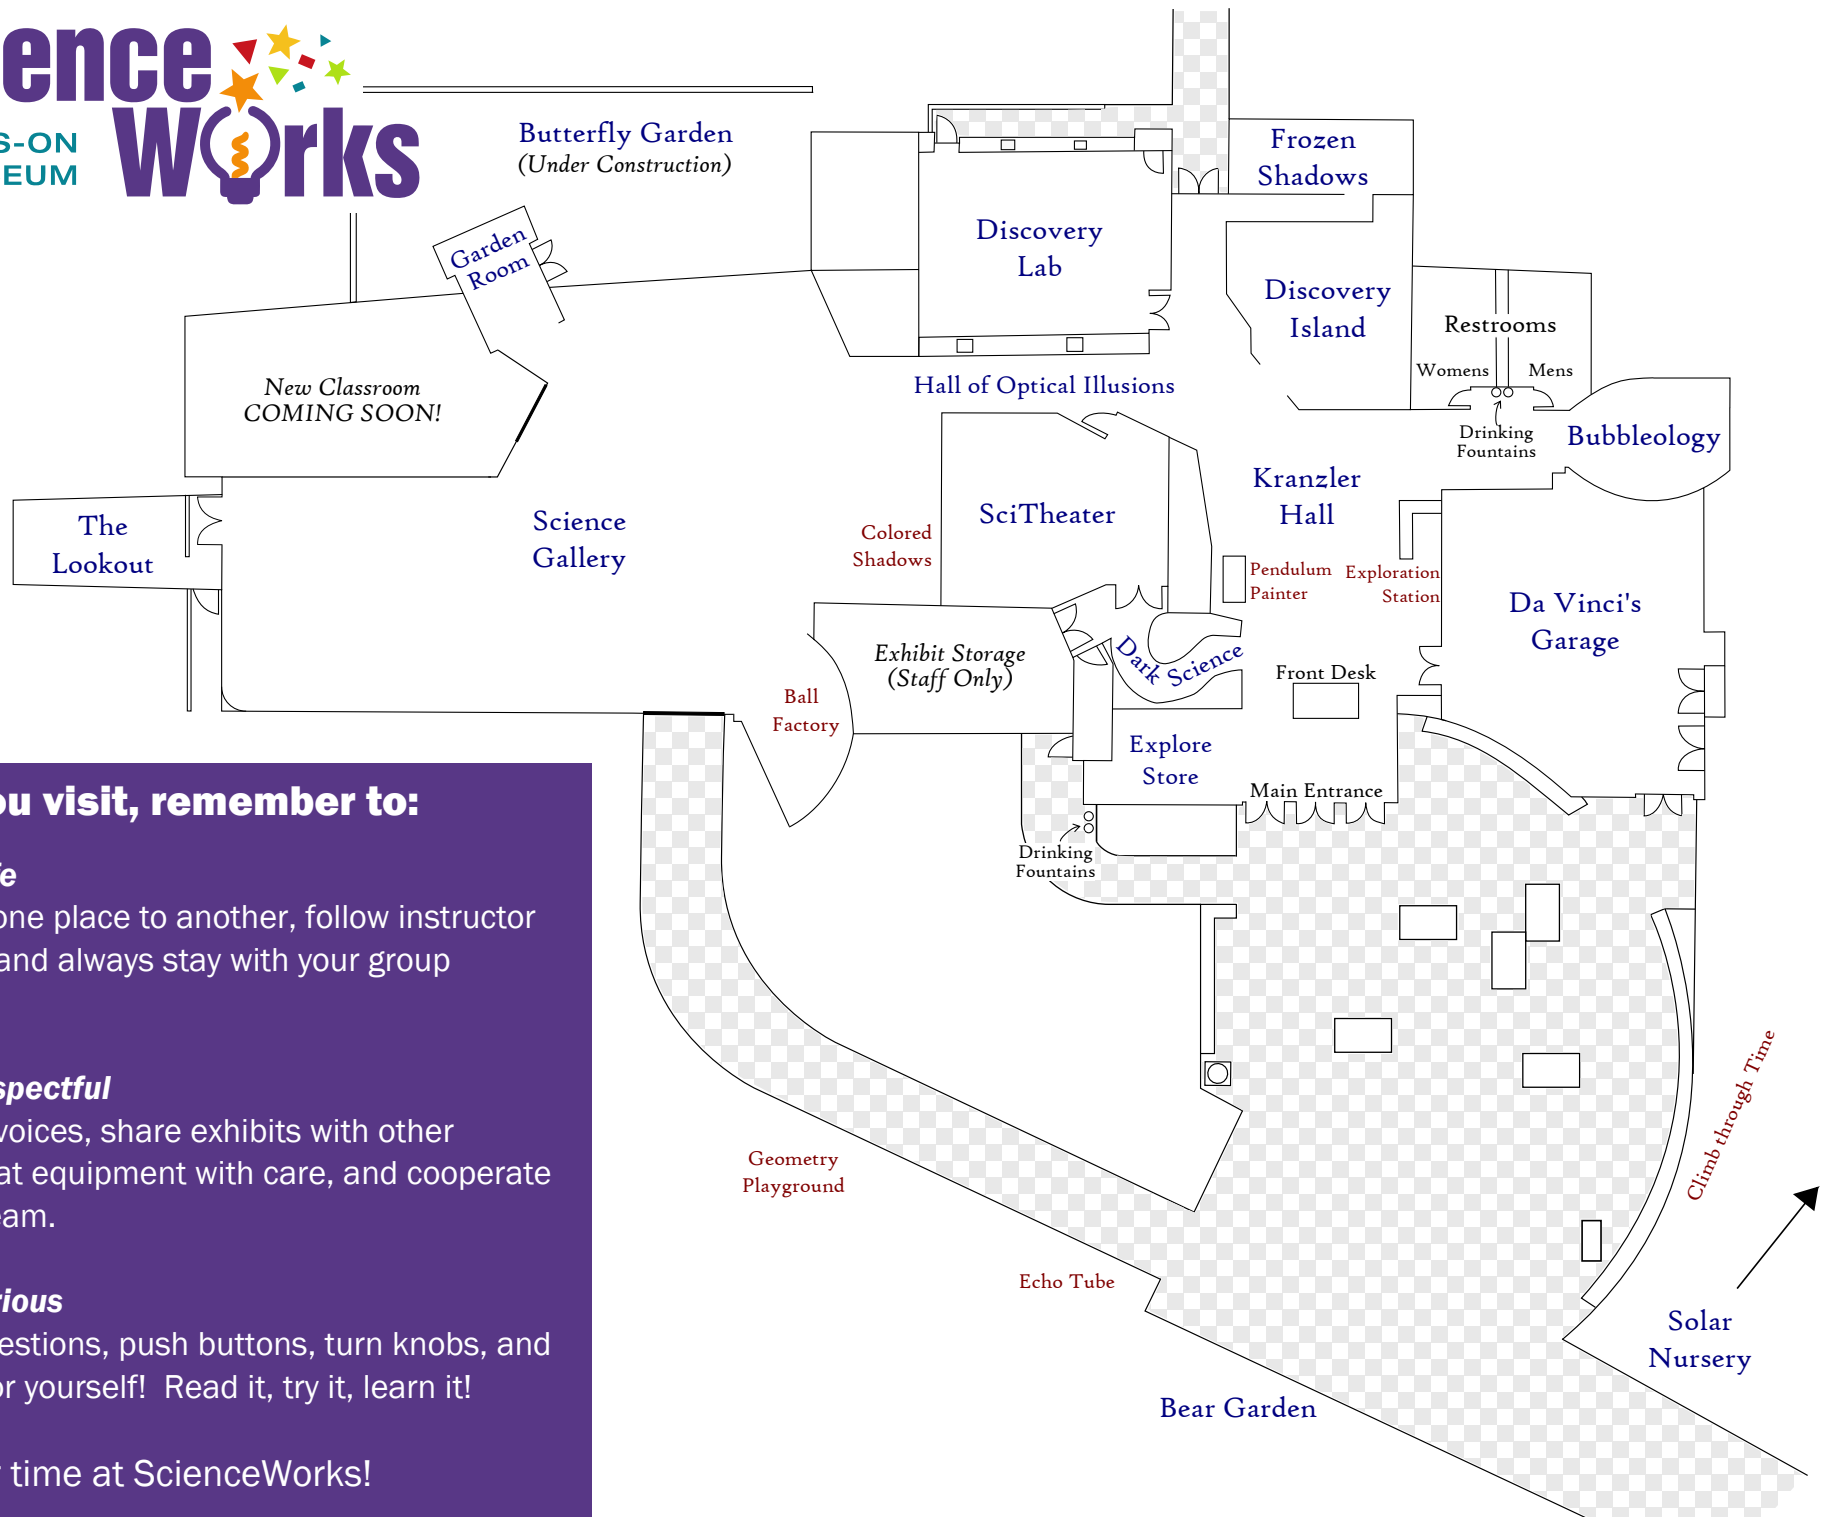 ence
Works
S-ON
EUM
Butterfly Garden
(Under Construction)
Garden
Room
New Classroom
COMING SOON!
The
Lookout
Science
Gallery
Discovery
Lab
Frozen
Shadows
Discovery
Island
Restrooms
Womens
Mens
Drinking
Fountains
Bubbleology
Hall of Optical Illusions
Kranzler
Hall
SciTheater
Colored
Shadows
Pendulum
Painter
Exploration
Station
Da Vinci's
Garage
Exhibit Storage
(Staff Only)
Dark Science
Front Desk
Ball
Factory
Explore
Store
Main Entrance
Drinking
Fountains
Geometry
Playground
Echo Tube
Bear Garden
Climb through Time
Solar
Nursery
ou visit, remember to:
fe
one place to another, follow instructor
and always stay with your group
spectful
voices, share exhibits with other
at equipment with care, and cooperate
eam.
rious
estions, push buttons, turn knobs, and
or yourself! Read it, try it, learn it!
time at ScienceWorks!